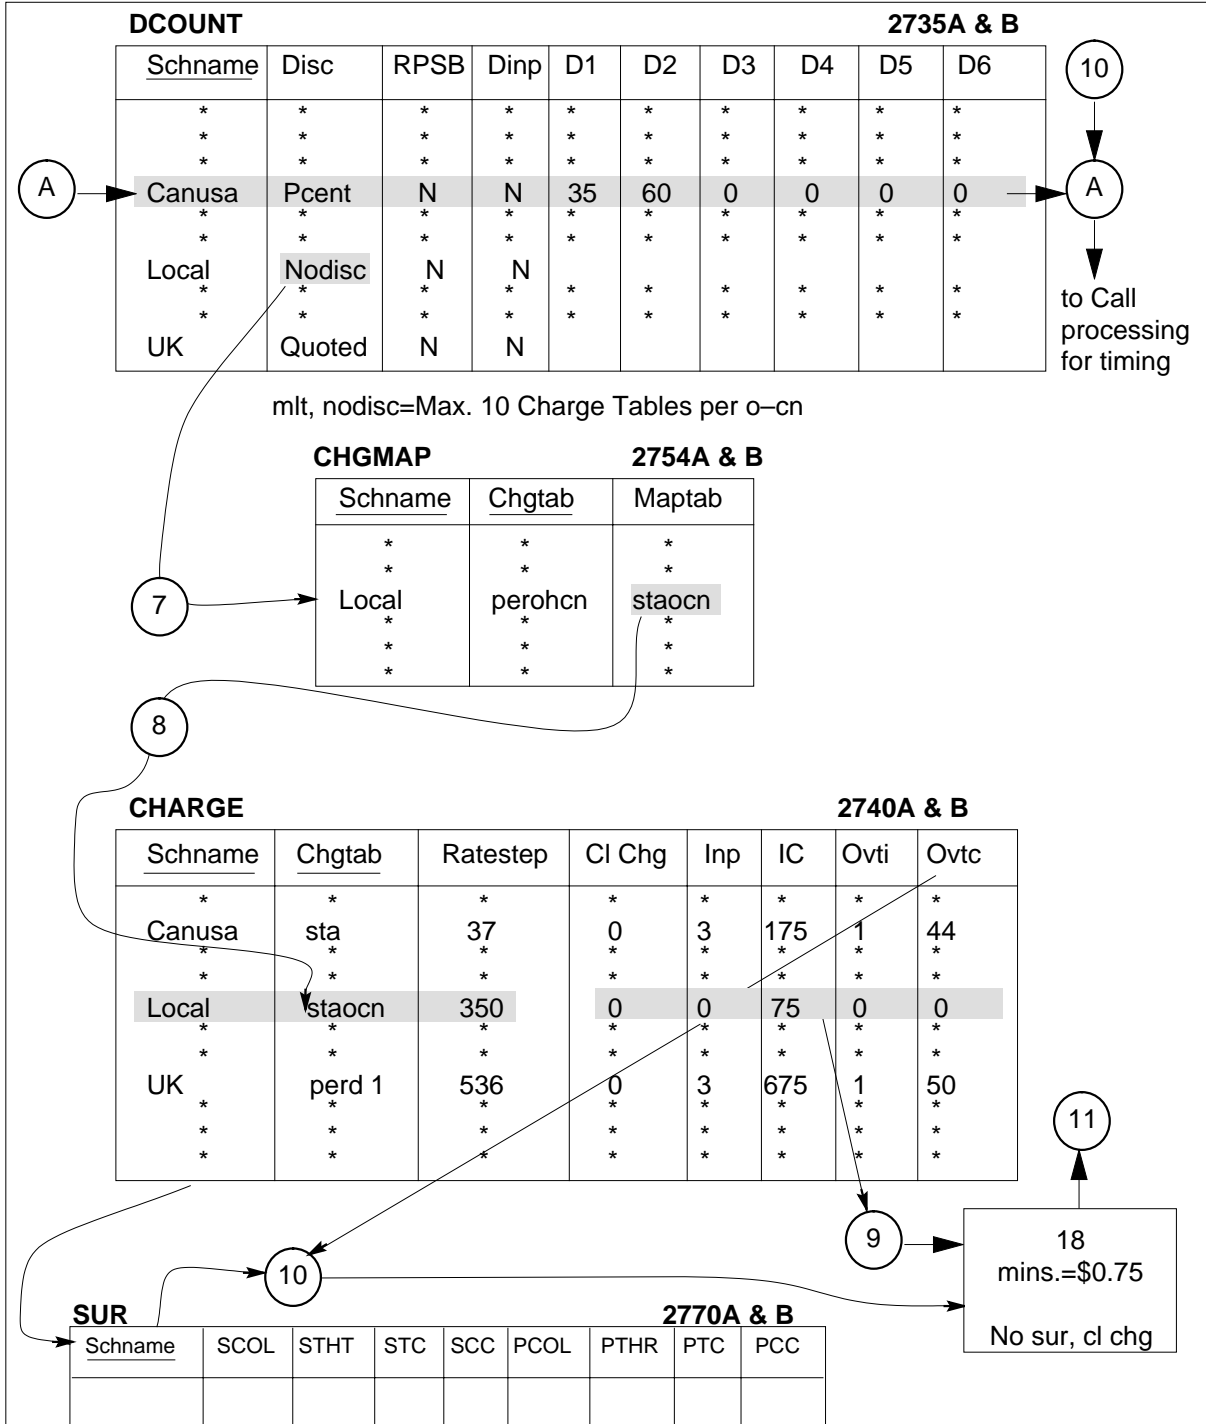 DCOUNT 2735A & B
Schname Disc RPSB Dinp D1 D2 D3 D4 D5 D6
10
* * * * * * * * * *
* * * * * * * * * *
* * * * * * * * * *
A Canusa Pcent N N 35 60 0 0 0 0 A
* * * * * * * * * *
* * * * * * * * * *
Local Nodisc N N
* * * * * * * * * *
* * * * * * * * * *
UK Quoted N N
to Call
processing
for timing
mlt, nodisc=Max. 10 Charge Tables per o–cn
CHGMAP 2754A & B
Schname Chgtab Maptab
* * *
* * *
7 Local perohcn staocn
* * *
* * *
* * *
8
CHARGE 2740A & B
Schname Chgtab Ratestep Cl Chg Inp IC Ovti Ovtc
* * * * * * * *
Canusa sta 37 0 3 175 1 44
* * * * * * * *
* * * * * * * *
Local staocn 350 0 0 75 0 0
* * * * * * * *
* * * * * * * *
UK perd 1 536 0 3 675 1 50
* * * * * * * *
* * * * * * * *
* * * * * * * *
11
9
18
mins.=$0.75
No sur, cl chg
10
SUR 2770A & B
Schname SCOL STHT STC SCC PCOL PTHR PTC PCC